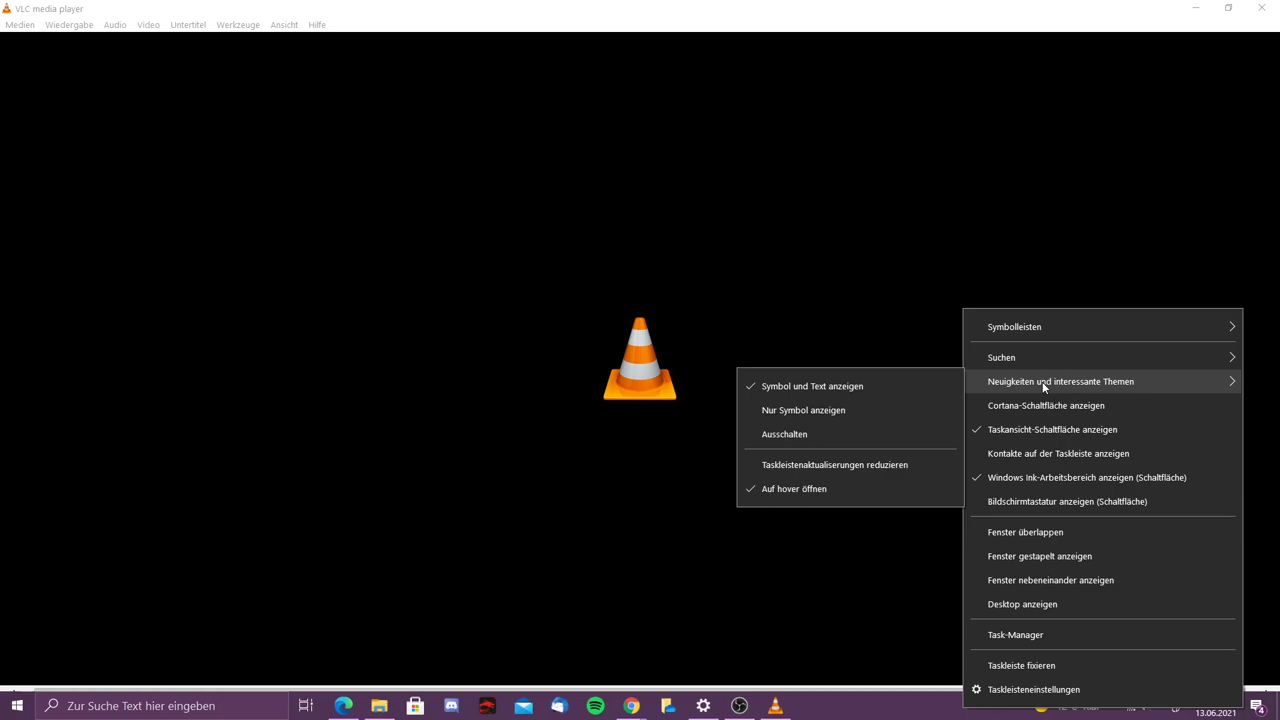 VLC media player
Medien Wiedergabe Audio Video Untertitel Werkzeuge Ansicht Hilfe
Symbolleisten
Suchen
Neuigkeiten und interessante Themen
Cortana-Schaltfläche anzeigen
Taskansicht-Schaltfläche anzeigen
Kontakte auf der Taskleiste anzeigen
Windows Ink-Arbeitsbereich anzeigen (Schaltfläche)
Bildschirmtastatur anzeigen (Schaltfläche)
Fenster überlappen
Fenster gestapelt anzeigen
Fenster nebeneinander anzeigen
Desktop anzeigen
Task-Manager
Taskleiste fixieren
Taskleisteneinstellungen
Symbol und Text anzeigen
Nur Symbol anzeigen
Ausschalten
Taskleistenaktualiserungen reduzieren
Auf hover öffnen
Zur Suche Text hier eingeben
13.06.2021
4